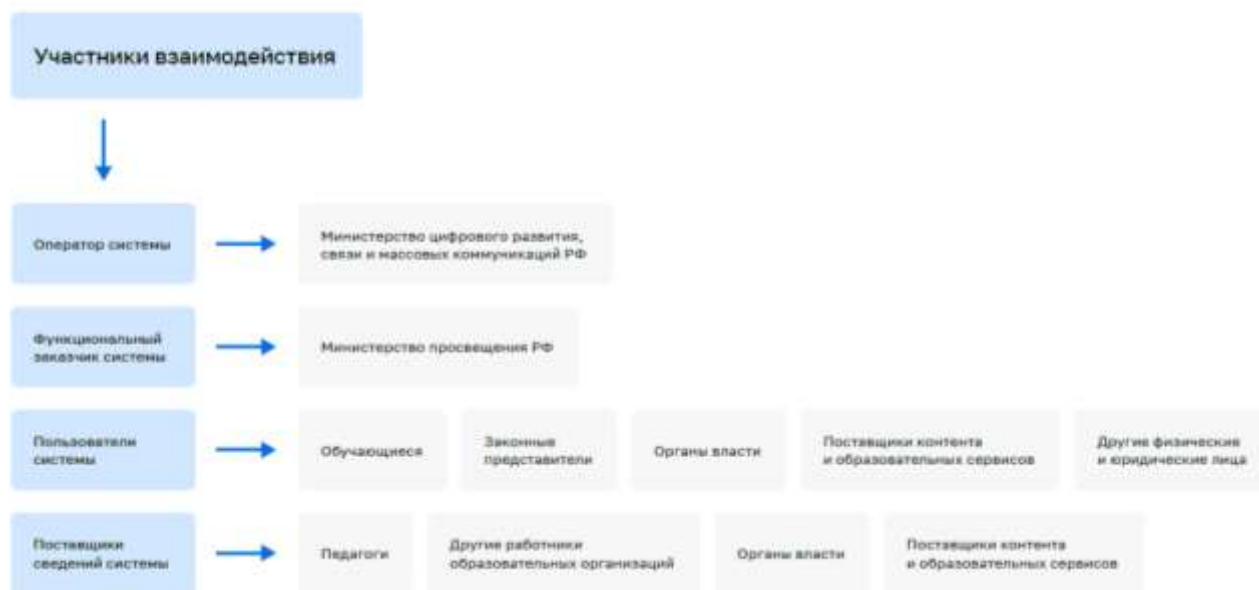 Участники взаимодействия
Оператор системы
Министерство цифрового развития,
связи и массовых коммуникаций РФ
Функциональный
заказчик системы
Министерство просвещения РФ
Пользователи
системы
Обучающиеся
Законные
представители
Органы власти
Поставщики контента
и образовательных сервисов
Другие физические
и юридические лица
Поставщики
сведений системы
Педагоги
Другие работники
образовательных организаций
Органы власти
Поставщики контента
и образовательных сервисов